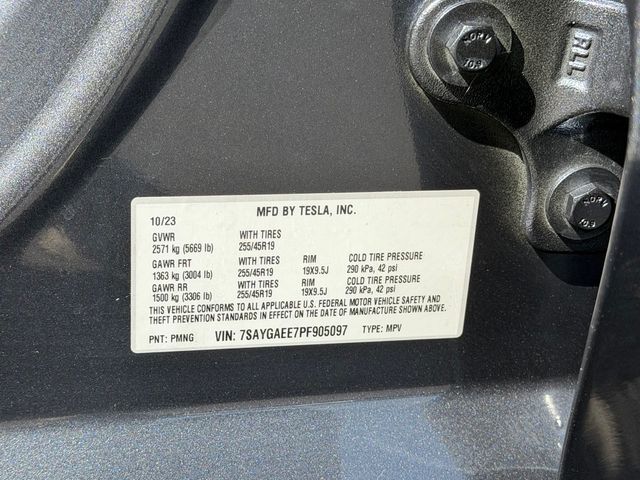 RLL
10/23 MFD BY TESLA, INC.
GVWR WITH TIRES
2571 kg (5669 lb) 255/45R19
GAWR FRT WITH TIRES RIM COLD TIRE PRESSURE
1363 kg (3004 lb) 255/45R19 19X9.5J 290 kPa, 42 psi
GAWR RR WITH TIRES RIM COLD TIRE PRESSURE
1500 kg (3306 lb) 255/45R19 19X9.5J 290 kPa, 42 psi
THIS VEHICLE CONFORMS TO ALL APPLICABLE U.S. FEDERAL MOTOR VEHICLE SAFETY AND
THEFT PREVENTION STANDARDS IN EFFECT ON THE DATE OF MANUFACTURE SHOWN ABOVE.
PNT: PMNG VIN: 7SAYGAEE7PF905097 TYPE: MPV